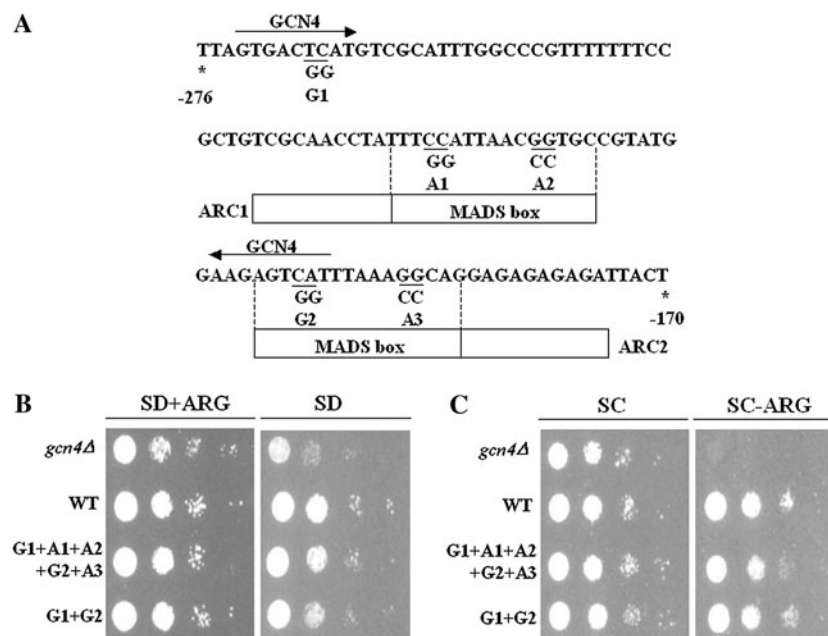 A
GCN4
TTAGTGACTCATGTCGCATTTGGCCCGTTTTTTTCC
*
GG
-276
G1
GCTGTCGCAACCTATTTCCATTAACGGTGCCGTATG
GG CC
A1 A2
ARC1 MADS box
GCN4
GAAGAGTCATTTAAAGGCAGGAGAGAGAGATTACT
GG CC *
G2 A3 -170
MADS box ARC2
B
SD+ARG SD
gcn4Δ
WT
G1+A1+A2
+G2+A3
G1+G2
C
SC SC-ARG
gcn4Δ
WT
G1+A1+A2
+G2+A3
G1+G2